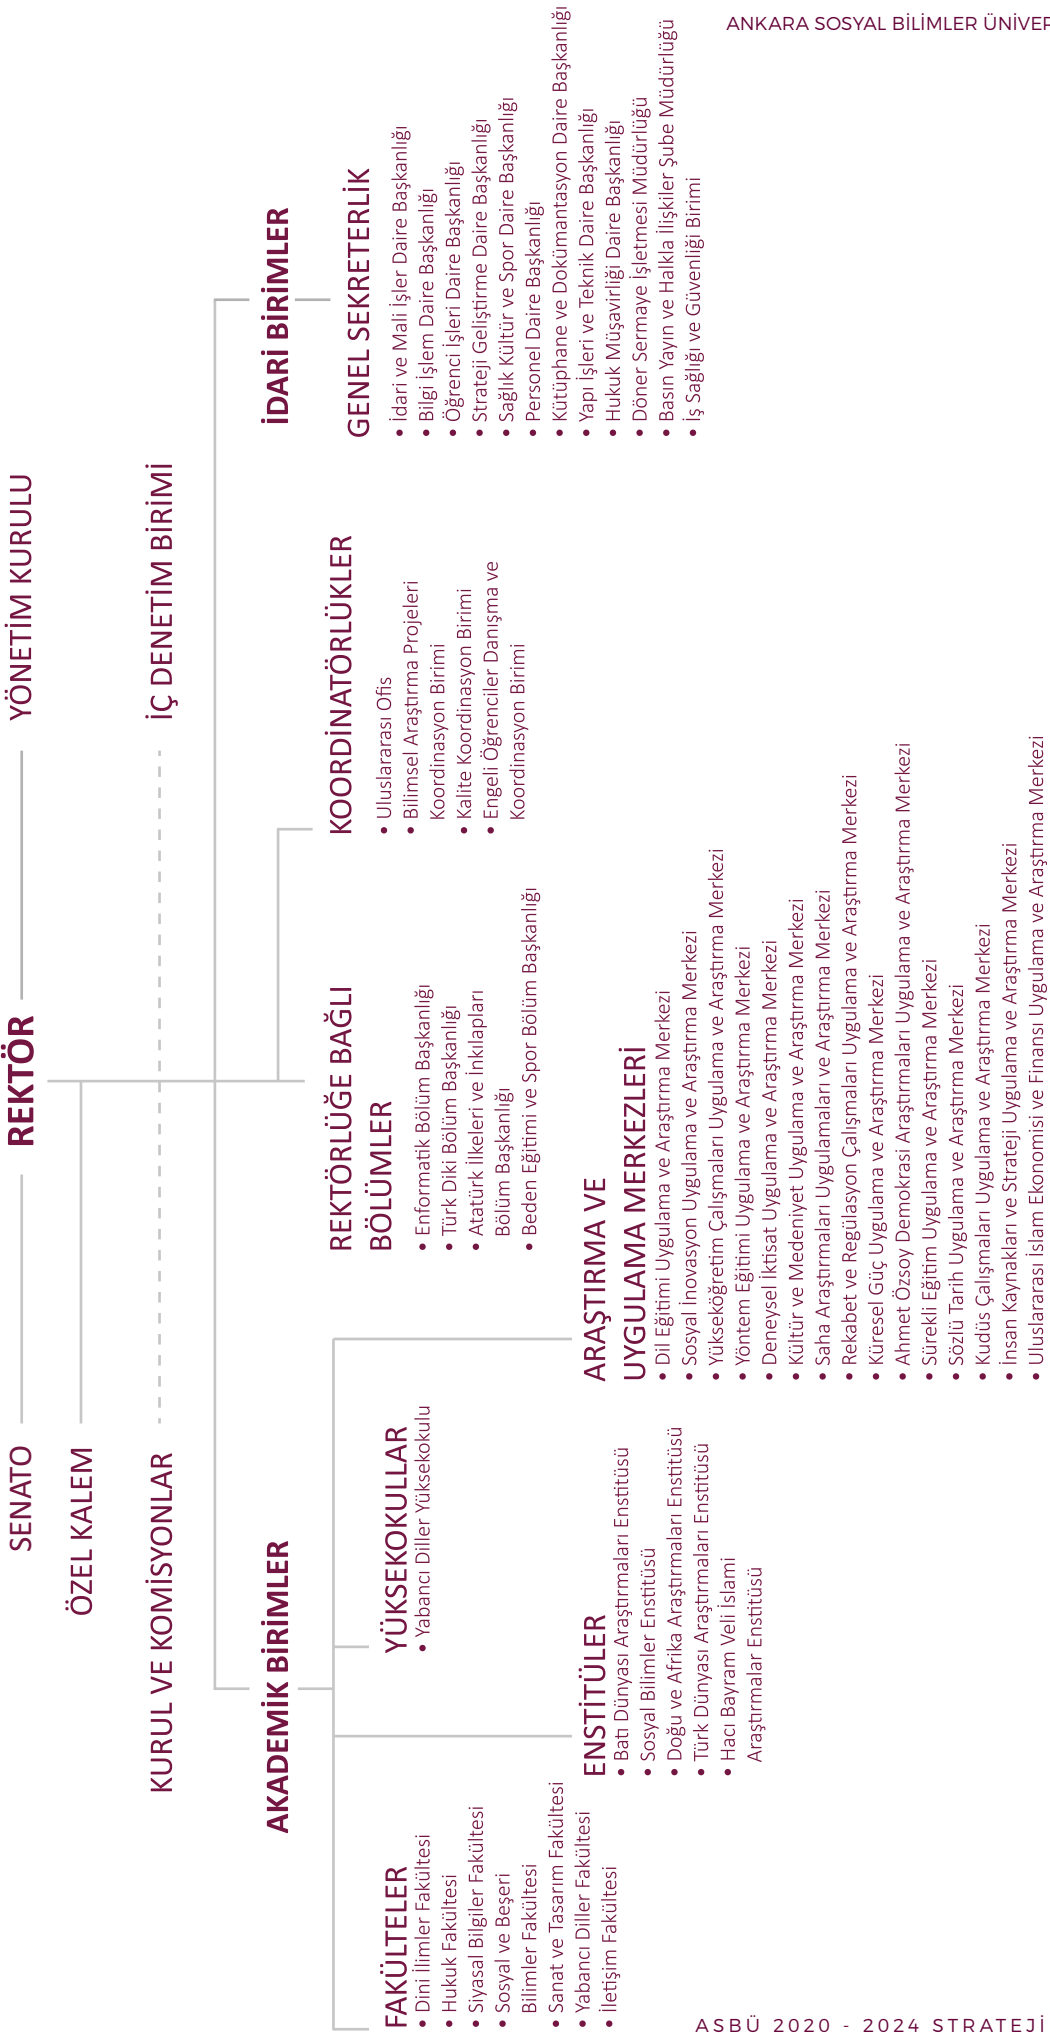 ANKARA SOSYAL BİLİMLER ÜNİVER
REKTÖR
SENATO
YÖNETİM KURULU
ÖZEL KALEM
KURUL VE KOMİSYONLAR
İÇ DENETİM BİRİMİ
AKADEMİK BİRİMLER
FAKÜLTELER
• Dini İlimler Fakültesi
• Hukuk Fakültesi
• Siyasal Bilgiler Fakültesi
• Sosyal ve Beşeri
Bilimler Fakültesi
• Sanat ve Tasarım Fakültesi
• Yabancı Diller Fakültesi
• İletişim Fakültesi
YÜKSEKOKULLAR
• Yabancı Diller Yüksekokulu
ENSTİTÜLER
• Batı Dünyası Araştırmaları Enstitüsü
• Sosyal Bilimler Enstitüsü
• Doğu ve Afrika Araştırmaları Enstitüsü
• Türk Dünyası Araştırmaları Enstitüsü
• Hacı Bayram Veli İslami
Araştırmalar Enstitüsü
ARAŞTIRMA VE
UYGULAMA MERKEZLERİ
• Dil Eğitimi Uygulama ve Araştırma Merkezi
• Sosyal İnovasyon Uygulama ve Araştırma Merkezi
• Yükseköğretim Çalışmaları Uygulama ve Araştırma Merkezi
• Yöntem Eğitimi Uygulama ve Araştırma Merkezi
• Deneysel İktisat Uygulama ve Araştırma Merkezi
• Kültür ve Medeniyet Uygulama ve Araştırma Merkezi
• Saha Araştırmaları Uygulamaları ve Araştırma Merkezi
• Rekabet ve Regülasyon Çalışmaları Uygulama ve Araştırma Merkezi
• Küresel Güç Uygulama ve Araştırma Merkezi
• Ahmet Özsoy Demokrasi Araştırmaları Uygulama ve Araştırma Merkezi
• Sürekli Eğitim Uygulama ve Araştırma Merkezi
• Sözlü Tarih Uygulama ve Araştırma Merkezi
• Kudüs Çalışmaları Uygulama ve Araştırma Merkezi
• İnsan Kaynakları ve Strateji Uygulama ve Araştırma Merkezi
• Uluslararası İslam Ekonomisi ve Finansı Uygulama ve Araştırma Merkezi
REKTÖRLÜĞE BAĞLI
BÖLÜMLER
• Enformatik Bölüm Başkanlığı
• Türk Diki Bölüm Başkanlığı
• Atatürk İlkeleri ve İnkılapları
Bölüm Başkanlığı
• Beden Eğitimi ve Spor Bölüm Başkanlığı
KOORDİNATÖRLÜKLER
• Uluslararası Ofis
• Bilimsel Araştırma Projeleri
Koordinasyon Birimi
• Kalite Koordinasyon Birimi
• Engeli Öğrenciler Danışma ve
Koordinasyon Birimi
İDARİ BİRİMLER
GENEL SEKRETERLİK
• İdari ve Mali İşler Daire Başkanlığı
• Bilgi İşlem Daire Başkanlığı
• Öğrenci İşleri Daire Başkanlığı
• Strateji Geliştirme Daire Başkanlığı
• Sağlık Kültür ve Spor Daire Başkanlığı
• Personel Daire Başkanlığı
• Kütüphane ve Dokümantasyon Daire Başkanlığı
• Yapı İşleri ve Teknik Daire Başkanlığı
• Hukuk Müşavirliği Daire Başkanlığı
• Döner Sermaye İşletmesi Müdürlüğü
• Basın Yayın ve Halkla İlişkiler Şube Müdürlüğü
• İş Sağlığı ve Güvenliği Birimi
ASBÜ 2020 - 2024 STRATEJİ